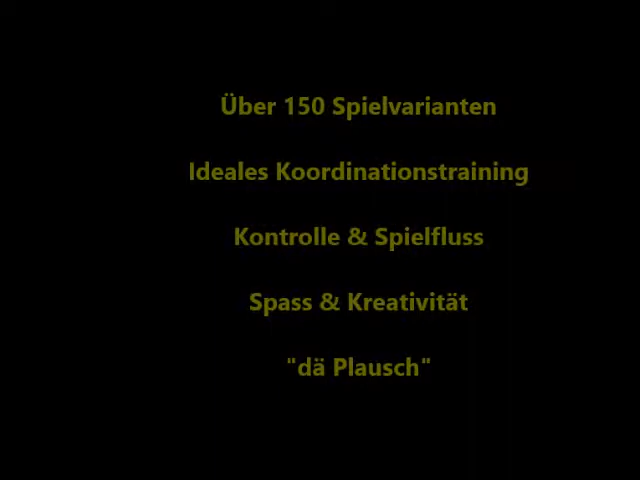 Über 150 Spielvarianten
Ideales Koordinationstraining
Kontrolle & Spielfluss
Spass & Kreativität
"dä Plausch"